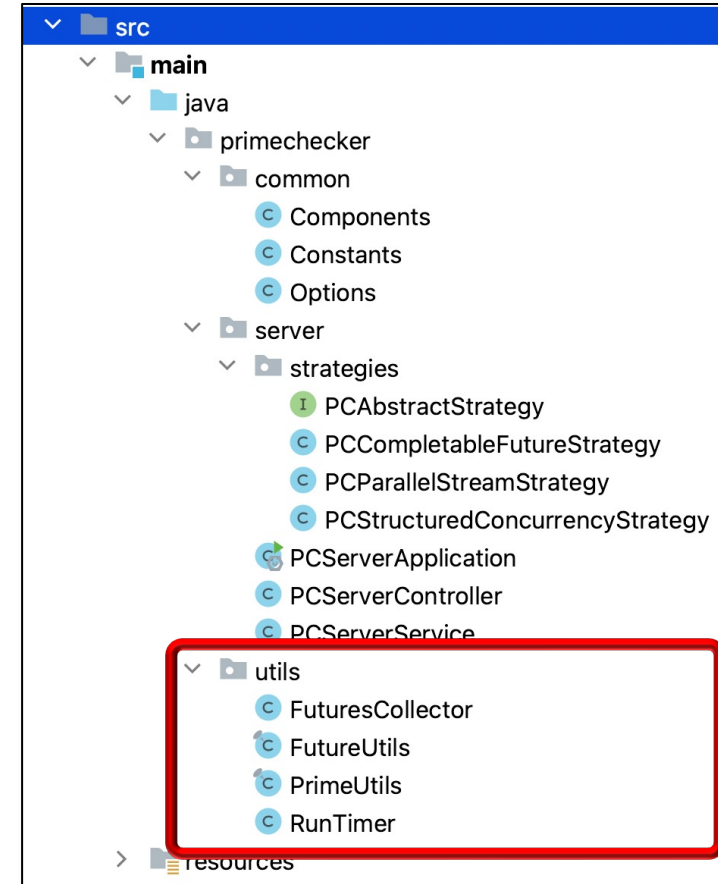 src
main
java
primechecker
common
Components
Constants
Options
server
strategies
PCAbstractStrategy
PCCompletableFutureStrategy
PCParallelStreamStrategy
PCStructuredConcurrencyStrategy
PCServerApplication
PCServerController
PCServerService
utils
FuturesCollector
FutureUtils
PrimeUtils
RunTimer
resources